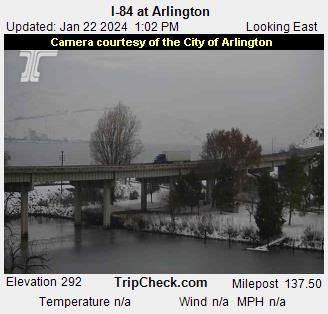 I-84 at Arlington
Updated: Jan 22 2024 1:02 PM Looking East
Camera courtesy of the City of Arlington
Elevation 292 TripCheck.com Milepost 137.50
Temperature n/a Wind n/a MPH n/a